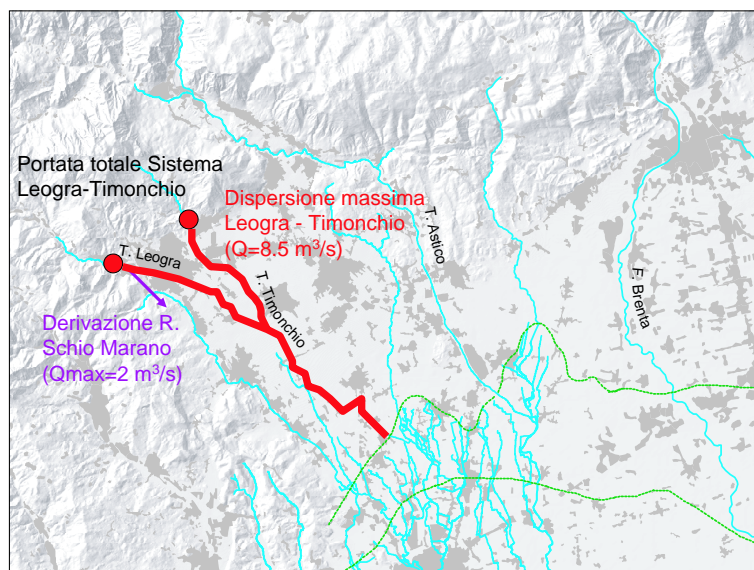 Portata totale Sistema
Leogra-Timonchio
Dispersione massima
Leogra - Timonchio
(Q=8.5 m³/s)
T. Leogra
T. Timonchio
T. Astico
F. Brenta
Derivazione R.
Schio Marano
(Qmax=2 m³/s)